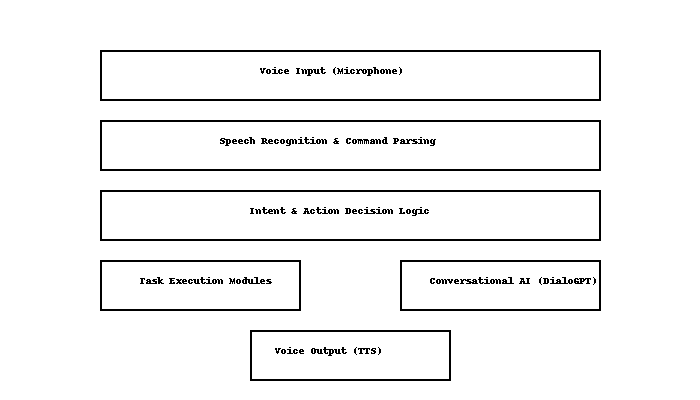 Voice Input (Microphone)
Speech Recognition & Command Parsing
Intent & Action Decision Logic
Task Execution Modules
Conversational AI (DialoGPT)
Voice Output (TTS)